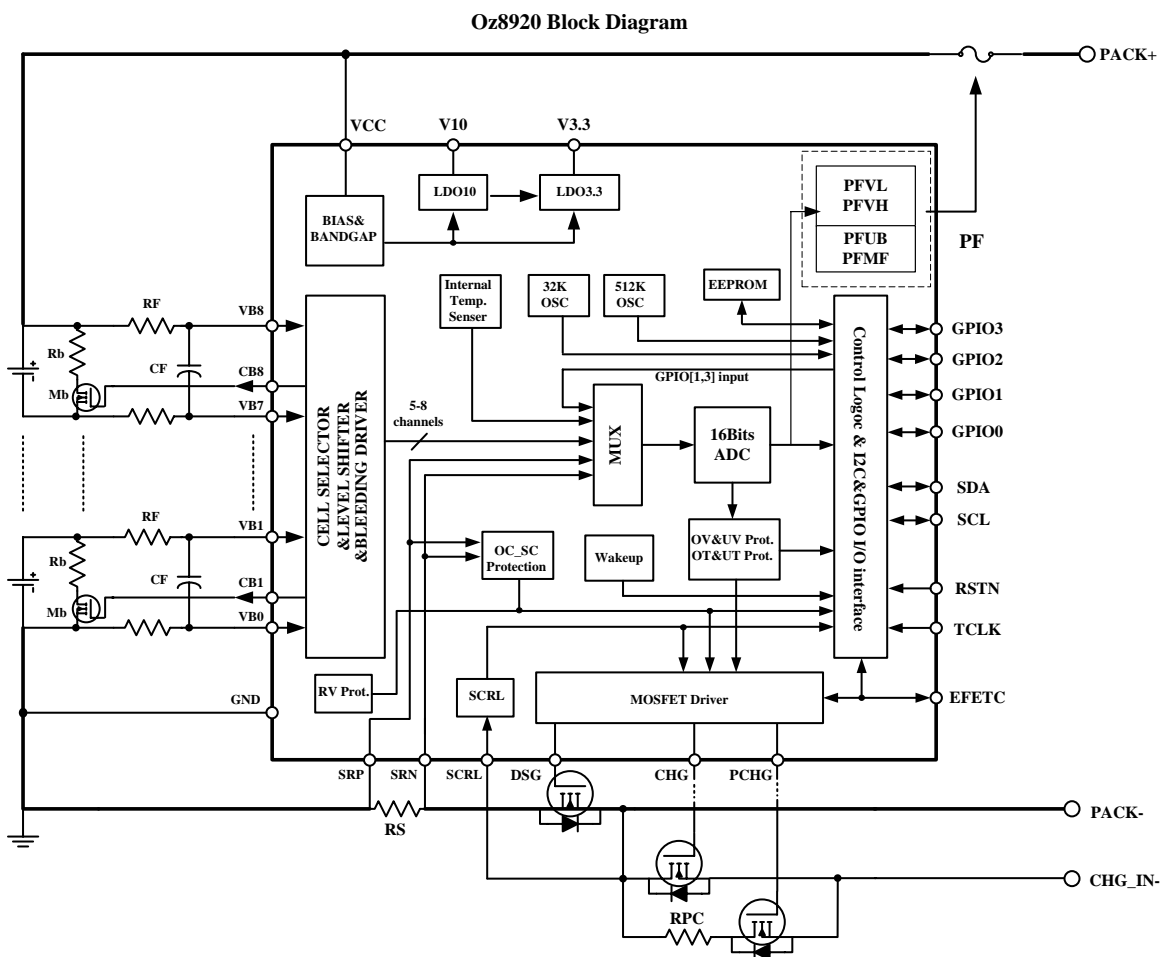 Oz8920 Block Diagram
PACK+
VCC
V10
V3.3
LDO10
LDO3.3
BIAS&
BANDGAP
PFVL
PFVH
PFUB
PFMF
PF
Internal
Temp.
Senser
32K
OSC
512K
OSC
EEPROM
RF
VB8
Rb
CF
CB8
Mb
VB7
GPIO[1,3] input
5-8
channels
CELL SELECTOR
&LEVEL SHIFTER
&BLEEDING DRIVER
MUX
16Bits
ADC
Control Logoc & I2C&GPIO I/O
interface
GPIO3
GPIO2
GPIO1
GPIO0
SDA
SCL
RSTN
TCLK
EFETC
RF
VB1
Rb
CF
CB1
Mb
VB0
OC_SC
Protection
Wakeup
OV&UV Prot.
OT&UT Prot.
RV Prot.
SCRL
MOSFET Driver
GND
SRP
SRN
SCRL
DSG
CHG
PCHG
RS
PACK-
CHG_IN-
RPC